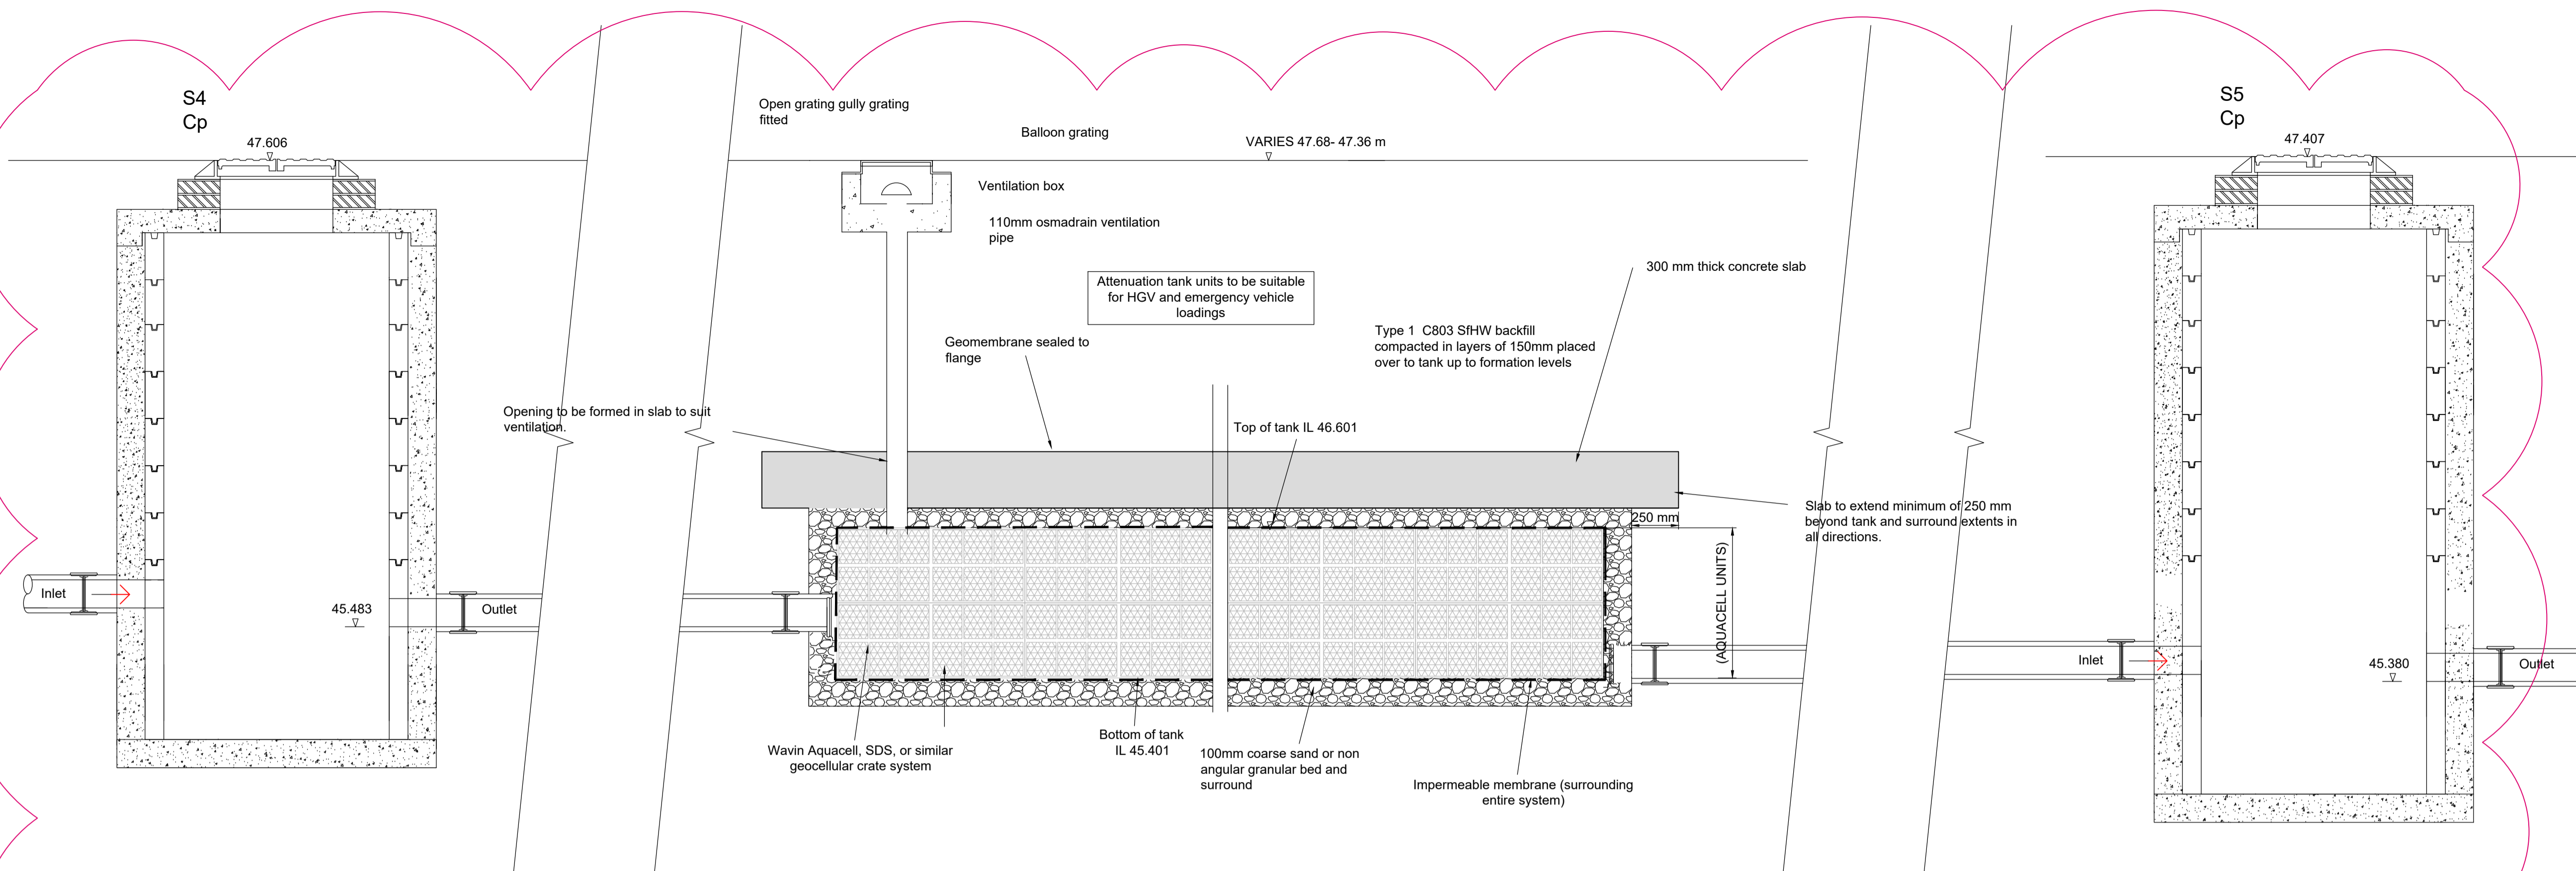 S4
Cp
47.606
Open grating gully grating
fitted
Balloon grating
VARIES 47.68- 47.36 m
S5
Cp
47.407
Ventilation box
110mm osmadrain ventilation
pipe
Attenuation tank units to be suitable
for HGV and emergency vehicle
loadings
300 mm thick concrete slab
Type 1  C803 SfHW backfill
compacted in layers of 150mm placed
over to tank up to formation levels
Geomembrane sealed to
flange
Opening to be formed in slab to suit
ventilation.
Top of tank IL 46.601
Slab to extend minimum of 250 mm
beyond tank and surround extents in
all directions.
250 mm
(AQUACELL UNITS)
Inlet
45.483
Outlet
Inlet
45.380
Outlet
Wavin Aquacell, SDS, or similar
geocellular crate system
Bottom of tank
IL 45.401
100mm coarse sand or non
angular granular bed and
surround
Impermeable membrane (surrounding
entire system)